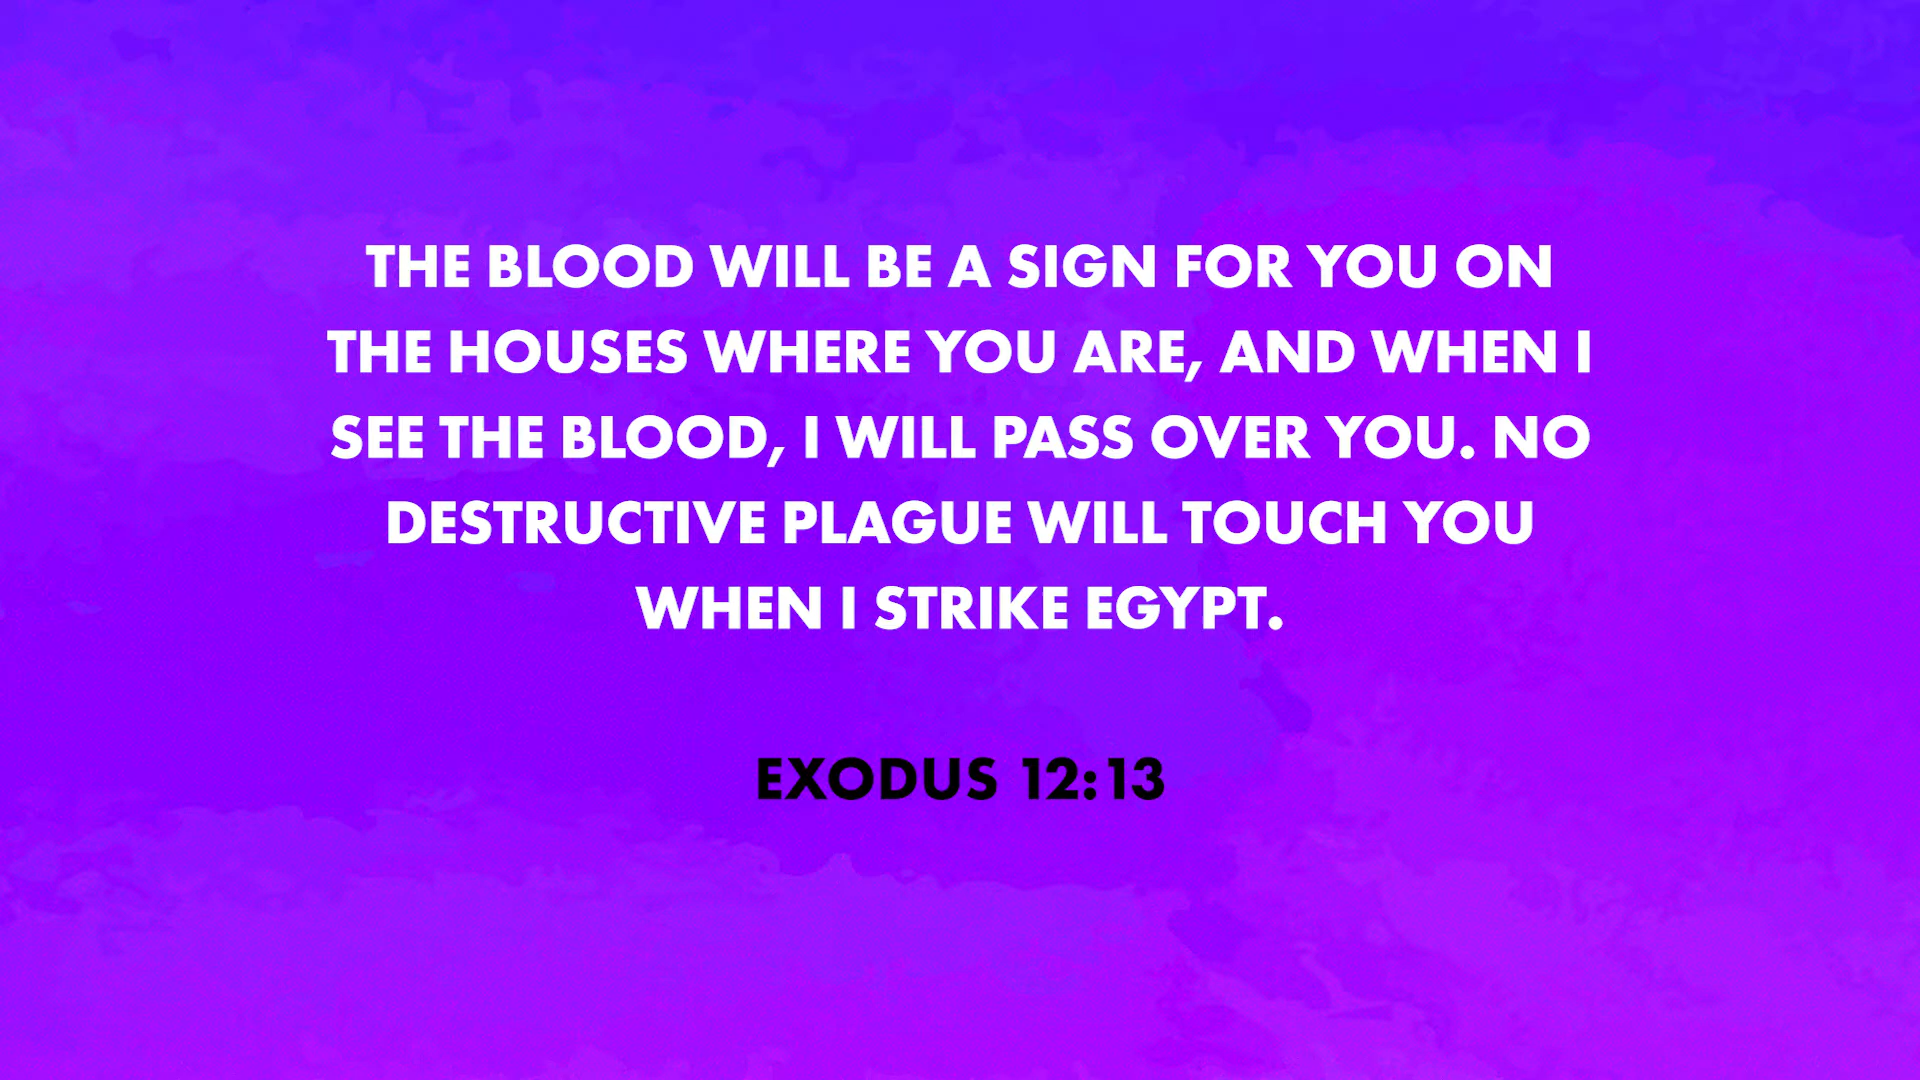 THE BLOOD WILL BE A SIGN FOR YOU ON
THE HOUSES WHERE YOU ARE, AND WHEN I
SEE THE BLOOD, I WILL PASS OVER YOU. NO
DESTRUCTIVE PLAGUE WILL TOUCH YOU
WHEN I STRIKE EGYPT.
EXODUS 12:13